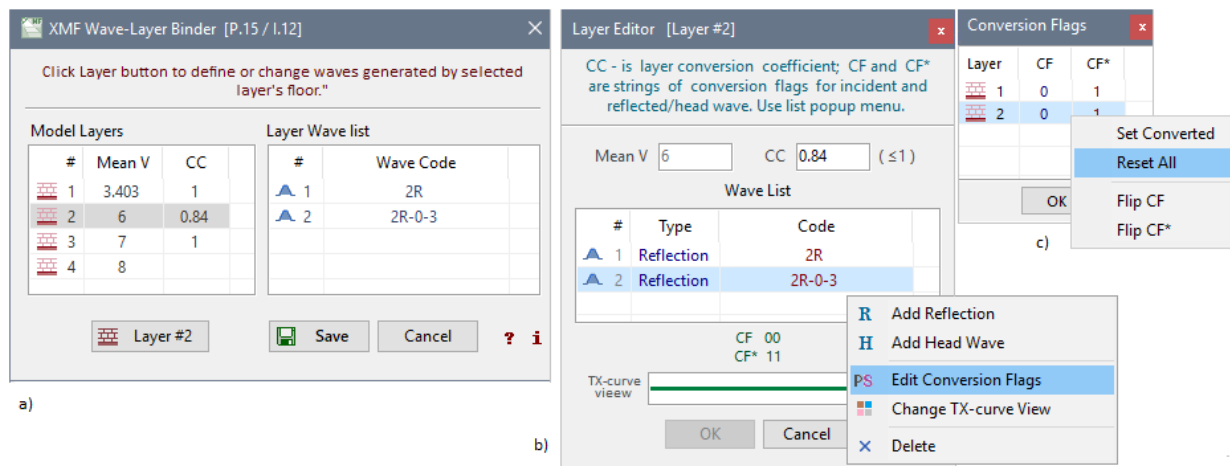 XMF Wave-Layer Binder [P.15 / I.12]
Click Layer button to define or change waves generated by selected
layer's floor."
Model Layers
# Mean V CC
1 3.403 1
2 6 0.84
3 7 1
4 8
Layer Wave list
# Wave Code
1 2R
2 2R-0-3
Layer #2
Save
Cancel
? i
a)
Layer Editor [Layer #2]
x
CC - is layer conversion coefficient; CF and CF*
are strings of conversion flags for incident and
reflected/head wave. Use list popup menu.
Mean V 6 CC 0.84 (≤1)
Wave List
# Type Code
1 Reflection 2R
2 Reflection 2R-0-3
CF 00
CF* 11
TX-curve
vieew
OK
Cancel
b)
R Add Reflection
H Add Head Wave
PS Edit Conversion Flags
Change TX-curve View
Delete
Conversion Flags
x
Layer CF CF*
1 0 1
2 0 1
OK
c)
Set Converted
Reset All
Flip CF
Flip CF*